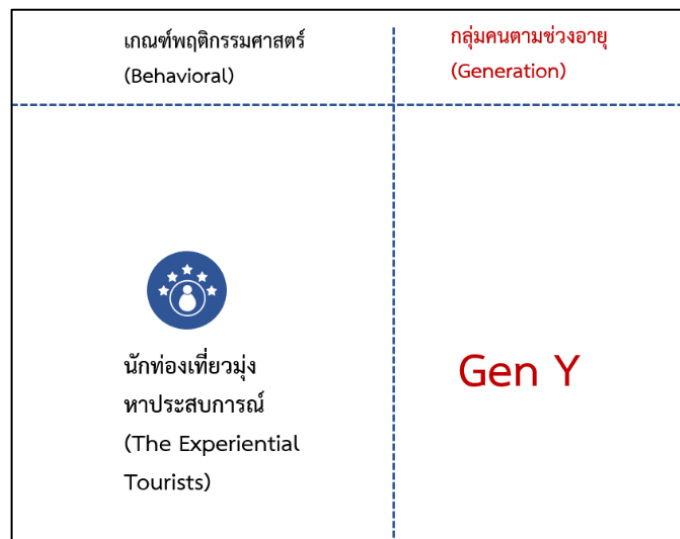 เกณฑ์พฤติกรรมศาสตร์
(Behavioral)
กลุ่มคนตามช่วงอายุ
(Generation)
นักท่องเที่ยวมุ่ง
หาประสบการณ์
(The Experiential
Tourists)
Gen Y